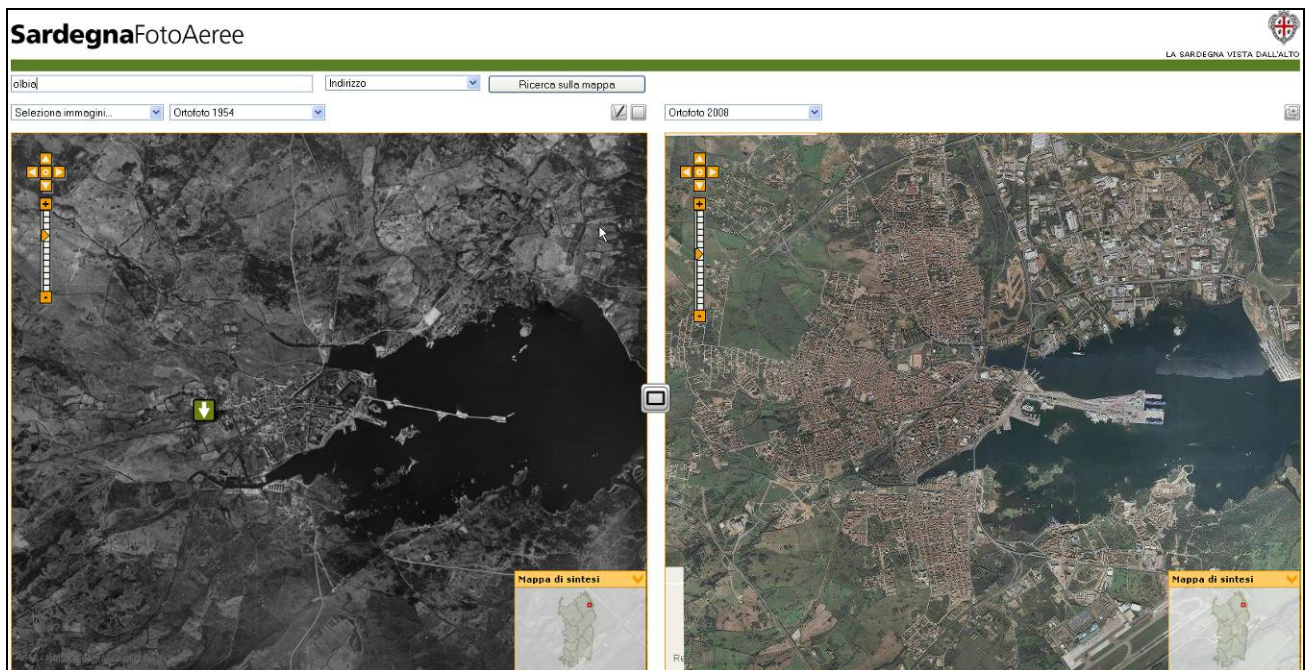 SardegnaFotoAeree
LA SARDEGNA VISTA DALL'ALTO
olbia
Indirizzo
Ricerca sulla mappa
Seleziona immagini...
Ortofoto 1954
Ortofoto 2008
+
-
+
-
Mappa di sintesi
Mappa di sintesi